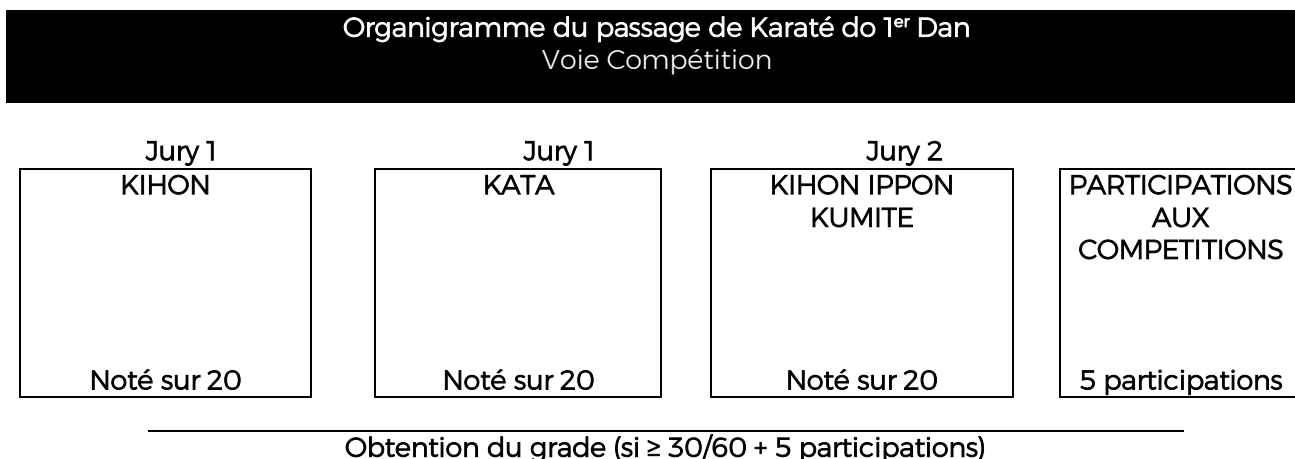 Organigramme du passage de Karaté do 1er Dan
Voie Compétition
Jury 1
KIHON
Noté sur 20
Jury 1
KATA
Noté sur 20
Jury 2
KIHON IPPON
KUMITE
Noté sur 20
PARTICIPATIONS
AUX
COMPETITIONS
5 participations
Obtention du grade (si ≥ 30/60 + 5 participations)